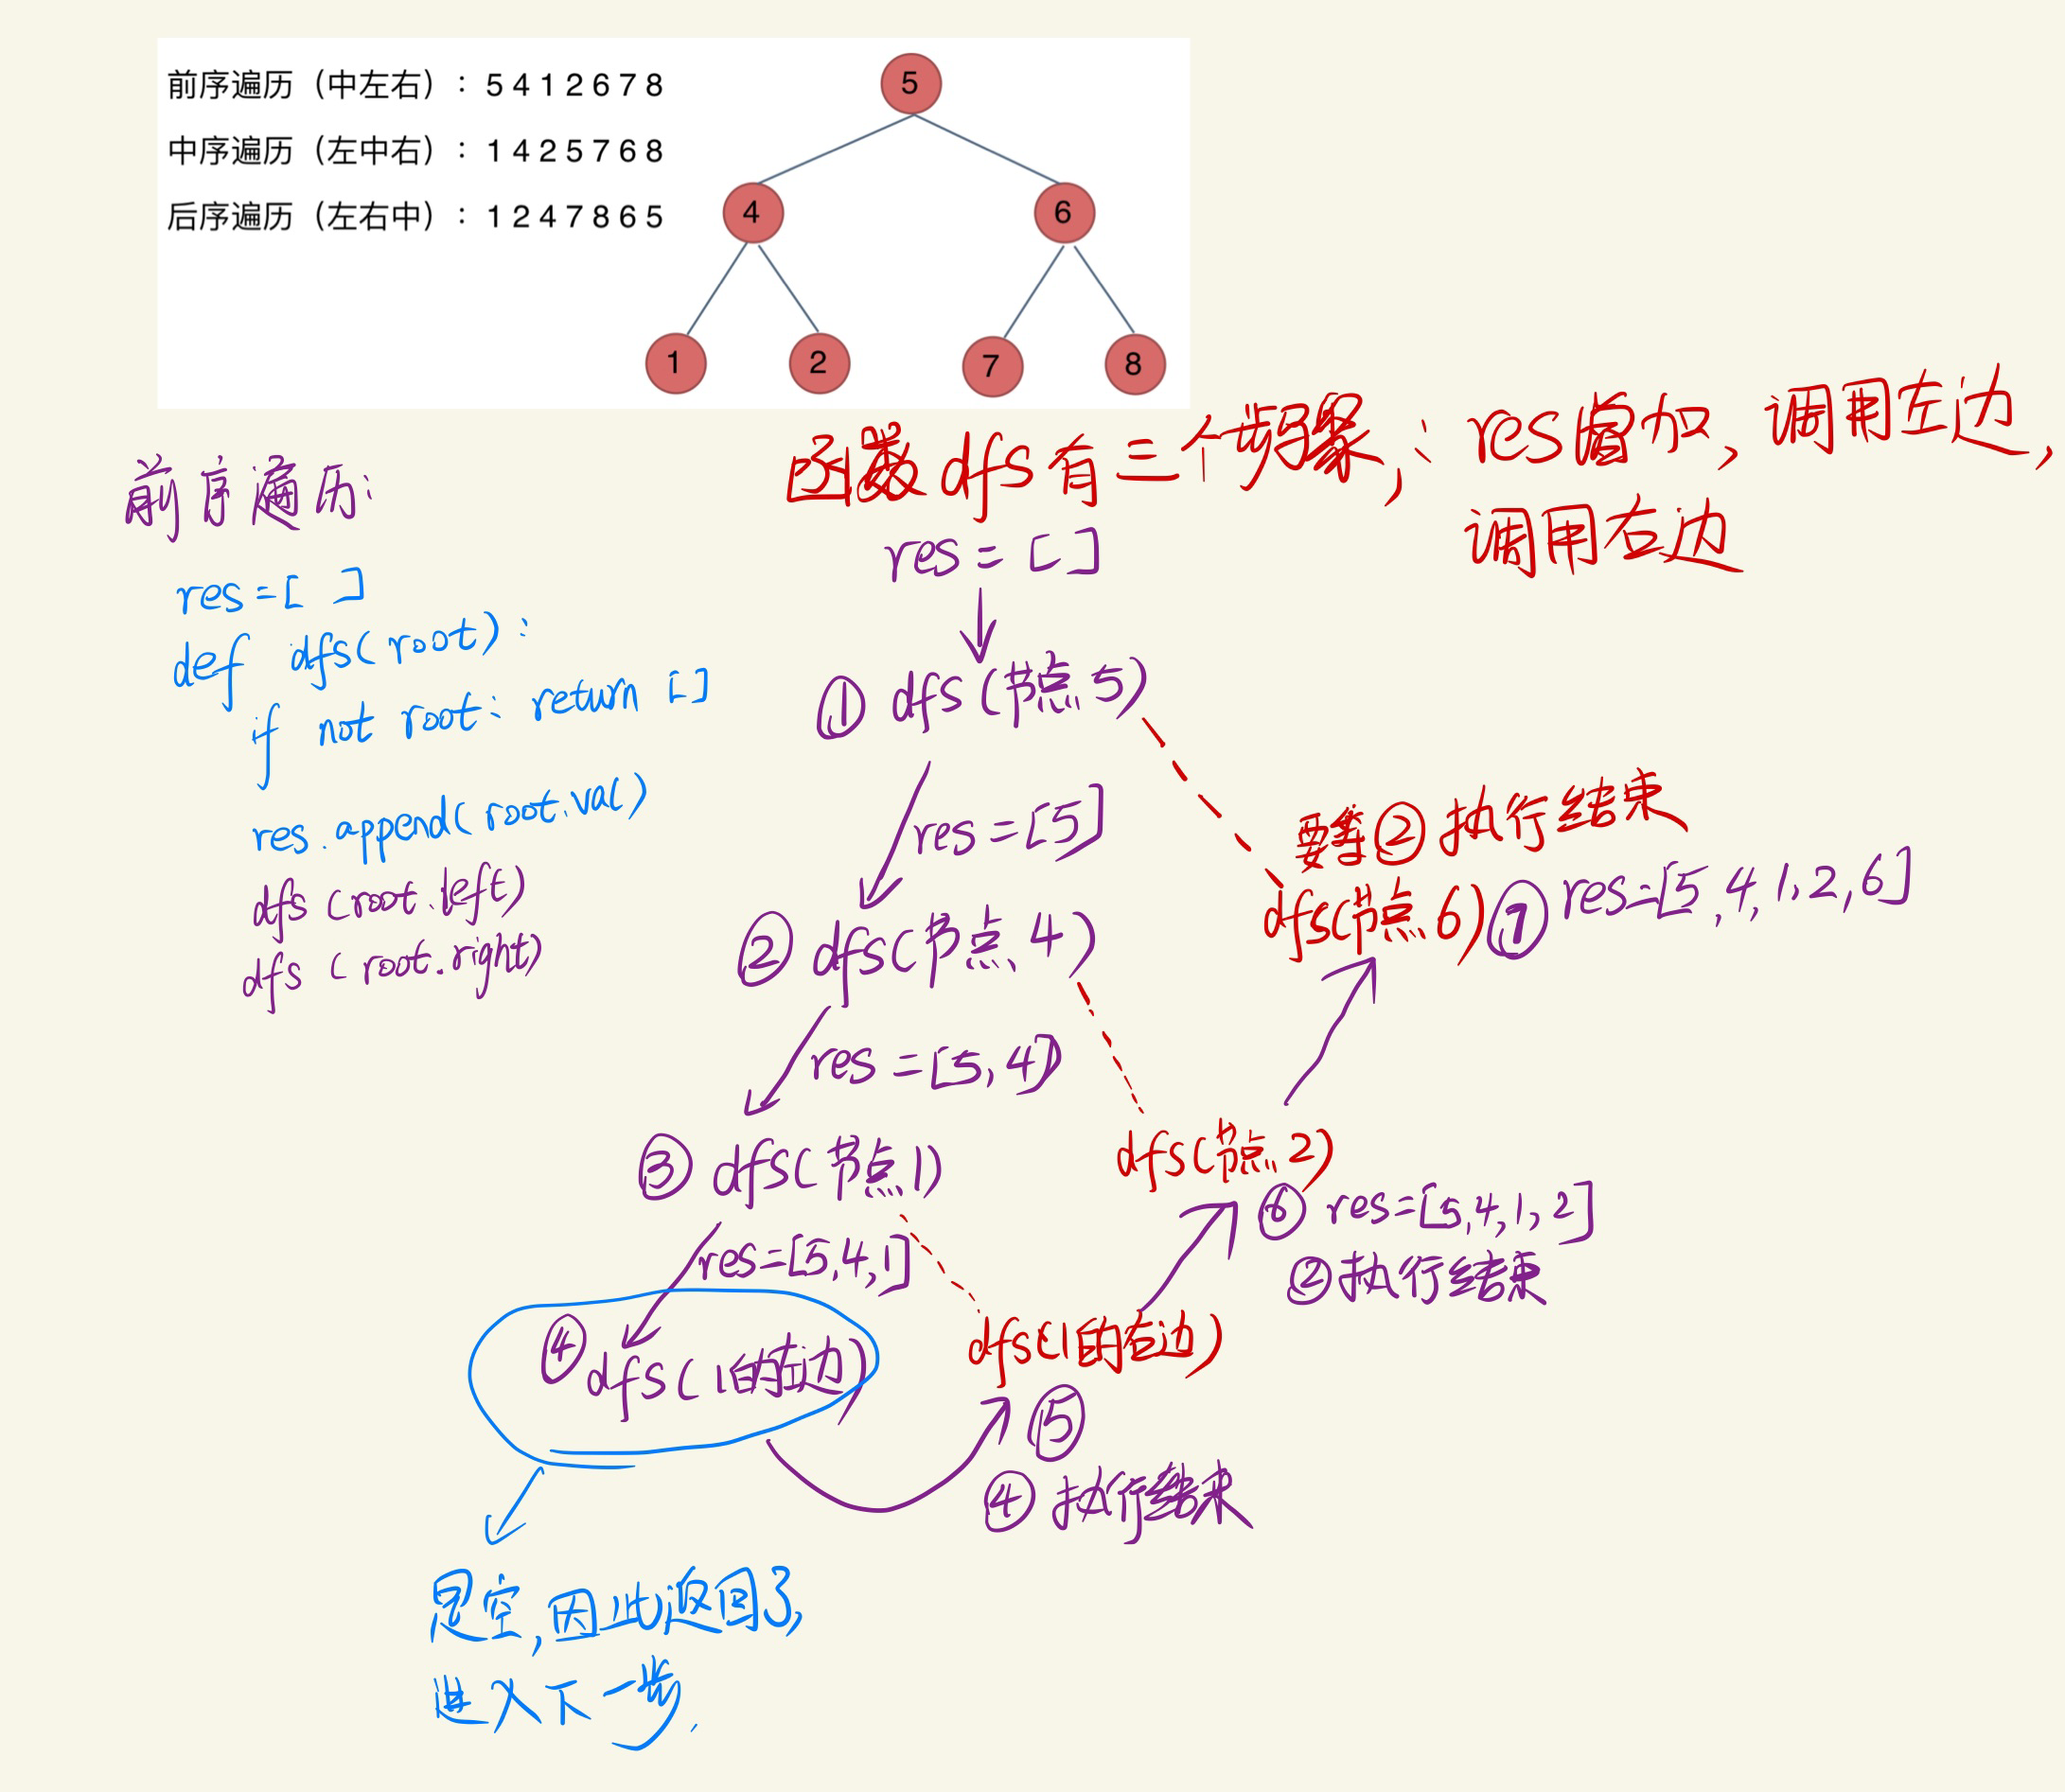 前序遍历（中左右）：5 4 1 2 6 7 8
中序遍历（左中右）：1 4 2 5 7 6 8
后序遍历（左右中）：1 2 4 7 8 6 5
5
4
6
1
2
7
8
前序遍历:
res=[ ]
def dfs(root):
if not root: return []
res.append(root.val)
dfs(root.left)
dfs(root.right)
函数dfs有三个步骤,: res, 调用左边,
调用右边
res=[]
① dfs(节点5)
res=[5]
要等②执行结束
dfs(节点6)⑦ res=[5,4,1,2,6]
② dfs(节点4)
res=[5,4]
③ dfs(节点1)
dfs(节点2)
⑥ res=[5,4,1,2]
②执行结束
res=[5,4,1]
④ dfs(1的左边)
dfs(1的右边)
⑤
④执行结束
是空,因此返回了,
进入下一步.